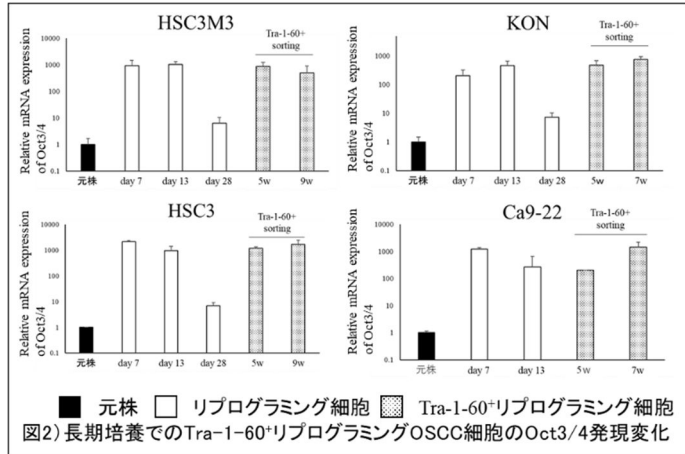 HSC3M3
Tra-1-60+
sorting
Relative mRNA expression
of Oct3/4
10000
1000
100
10
1
0.1
元株
day 7
day 13
day 28
5w
9w
KON
Tra-1-60+
sorting
Relative mRNA expression
of Oct3/4
1000
100
10
1
0.1
元株
day 7
day 13
day 28
5w
7w
HSC3
Tra-1-60+
sorting
Relative mRNA expression
of Oct3/4
10000
1000
100
10
1
0.1
元株
day 7
day 13
day 28
5w
9w
Ca9-22
Tra-1-60+
sorting
Relative mRNA expression
of Oct3/4
10000
1000
100
10
1
0.1
元株
day 7
day 13
5w
7w
元株 リプログラミング細胞 Tra-1-60+リプログラミング細胞
図2)長期培養でのTra-1-60+リプログラミングOSCC細胞のOct3/4発現変化